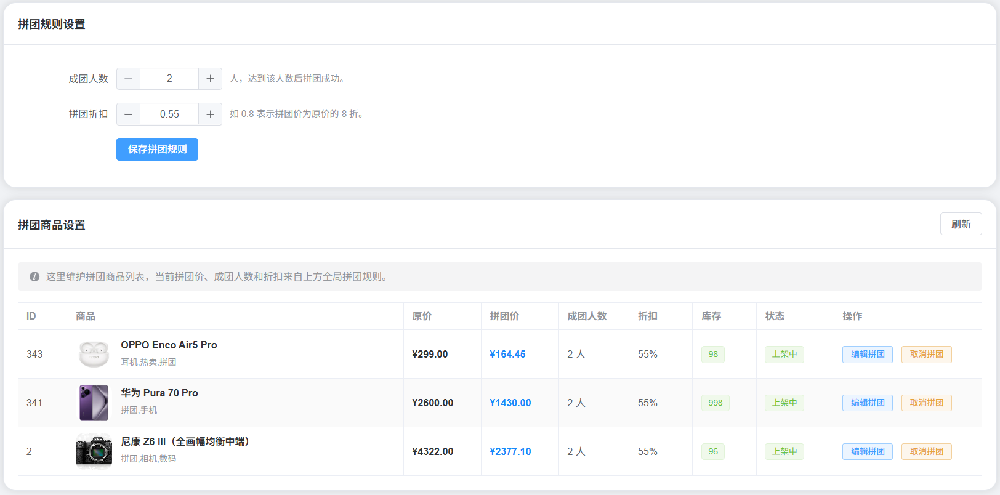 拼团规则设置
成团人数 2 人，达到该人数后拼团成功。
拼团折扣 0.55 如 0.8 表示拼团价为原价的 8 折。
保存拼团规则
拼团商品设置 刷新
这里维护拼团商品列表，当前拼团价、成团人数和折扣来自上方全局拼团规则。
ID 商品 原价 拼团价 成团人数 折扣 库存 状态 操作
343 OPPO Enco Air5 Pro ¥299.00 ¥164.45 2 人 55% 98 上架中 编辑拼团 取消拼团
耳机,热卖,拼团
341 华为 Pura 70 Pro ¥2600.00 ¥1430.00 2 人 55% 998 上架中 编辑拼团 取消拼团
拼团,手机
2 尼康 Z6 III（全画幅均衡中端） ¥4322.00 ¥2377.10 2 人 55% 96 上架中 编辑拼团 取消拼团
拼团,相机,数码